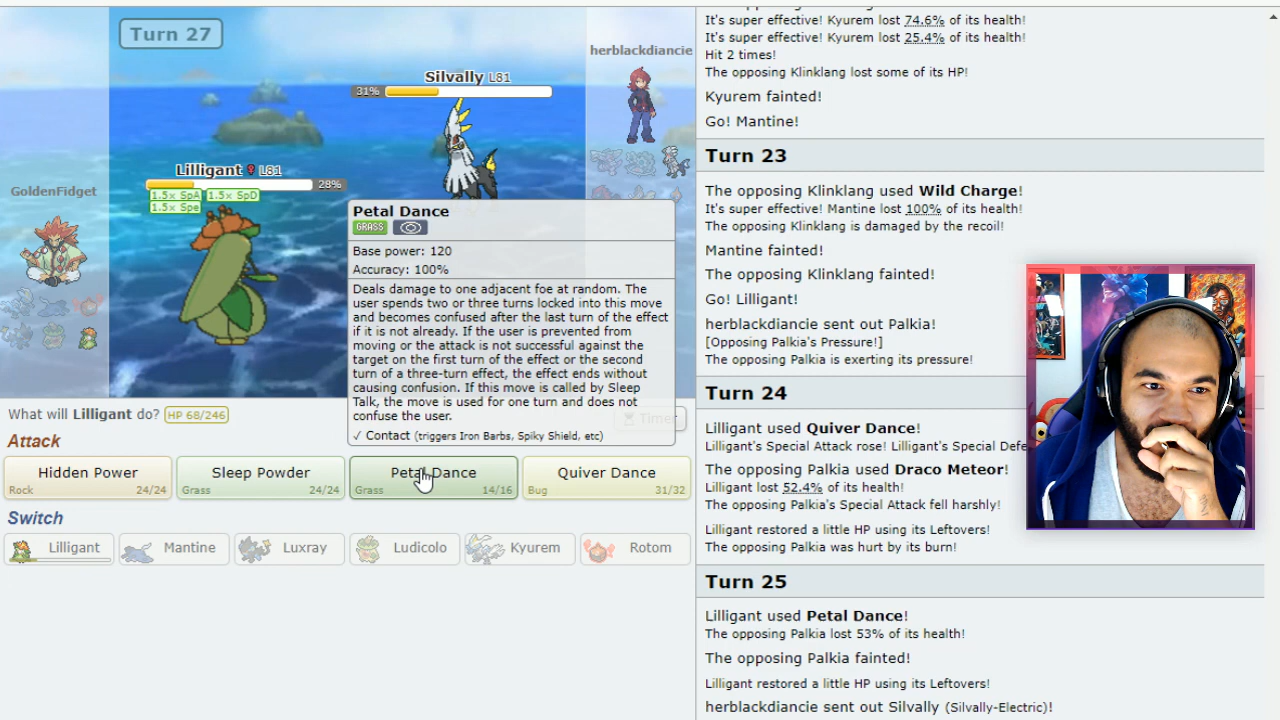 Turn 27
herblackdiancie
Silvally L81
31%
Lilligant L81
28%
1.5× SpA 1.5× SpD
1.5× Spe
GoldenFidget
Petal Dance
GRASS
Base power: 120
Accuracy: 100%
Deals damage to one adjacent foe at random. The
user spends two or three turns locked into this move
and becomes confused after the last turn of the effect
if it is not already. If the user is prevented from
moving or the attack is not successful against the
target on the first turn of the effect or the second
turn of a three-turn effect, the effect ends without
causing confusion. If this move is called by Sleep
Talk, the move is used for one turn and does not
confuse the user.
✓ Contact (triggers Iron Barbs, Spiky Shield, etc)
What will Lilligant do? HP 68/246
Timer
Attack
Hidden Power
Rock 24/24
Sleep Powder
Grass 24/24
Petal Dance
Grass 14/16
Quiver Dance
Bug 31/32
Switch
Lilligant Mantine Luxray Ludicolo Kyurem Rotom
It's super effective! Kyurem lost 74.6% of its health!
It's super effective! Kyurem lost 25.4% of its health!
Hit 2 times!
The opposing Klinklang lost some of its HP!
Kyurem fainted!
Go! Mantine!
Turn 23
The opposing Klinklang used Wild Charge!
It's super effective! Mantine lost 100% of its health!
The opposing Klinklang is damaged by the recoil!
Mantine fainted!
The opposing Klinklang fainted!
Go! Lilligant!
herblackdiancie sent out Palkia!
[Opposing Palkia's Pressure!]
The opposing Palkia is exerting its pressure!
Turn 24
Lilligant used Quiver Dance!
Lilligant's Special Attack rose! Lilligant's Special Defe
The opposing Palkia used Draco Meteor!
Lilligant lost 52.4% of its health!
The opposing Palkia's Special Attack fell harshly!
Lilligant restored a little HP using its Leftovers!
The opposing Palkia was hurt by its burn!
Turn 25
Lilligant used Petal Dance!
The opposing Palkia lost 53% of its health!
The opposing Palkia fainted!
Lilligant restored a little HP using its Leftovers!
herblackdiancie sent out Silvally (Silvally-Electric)!